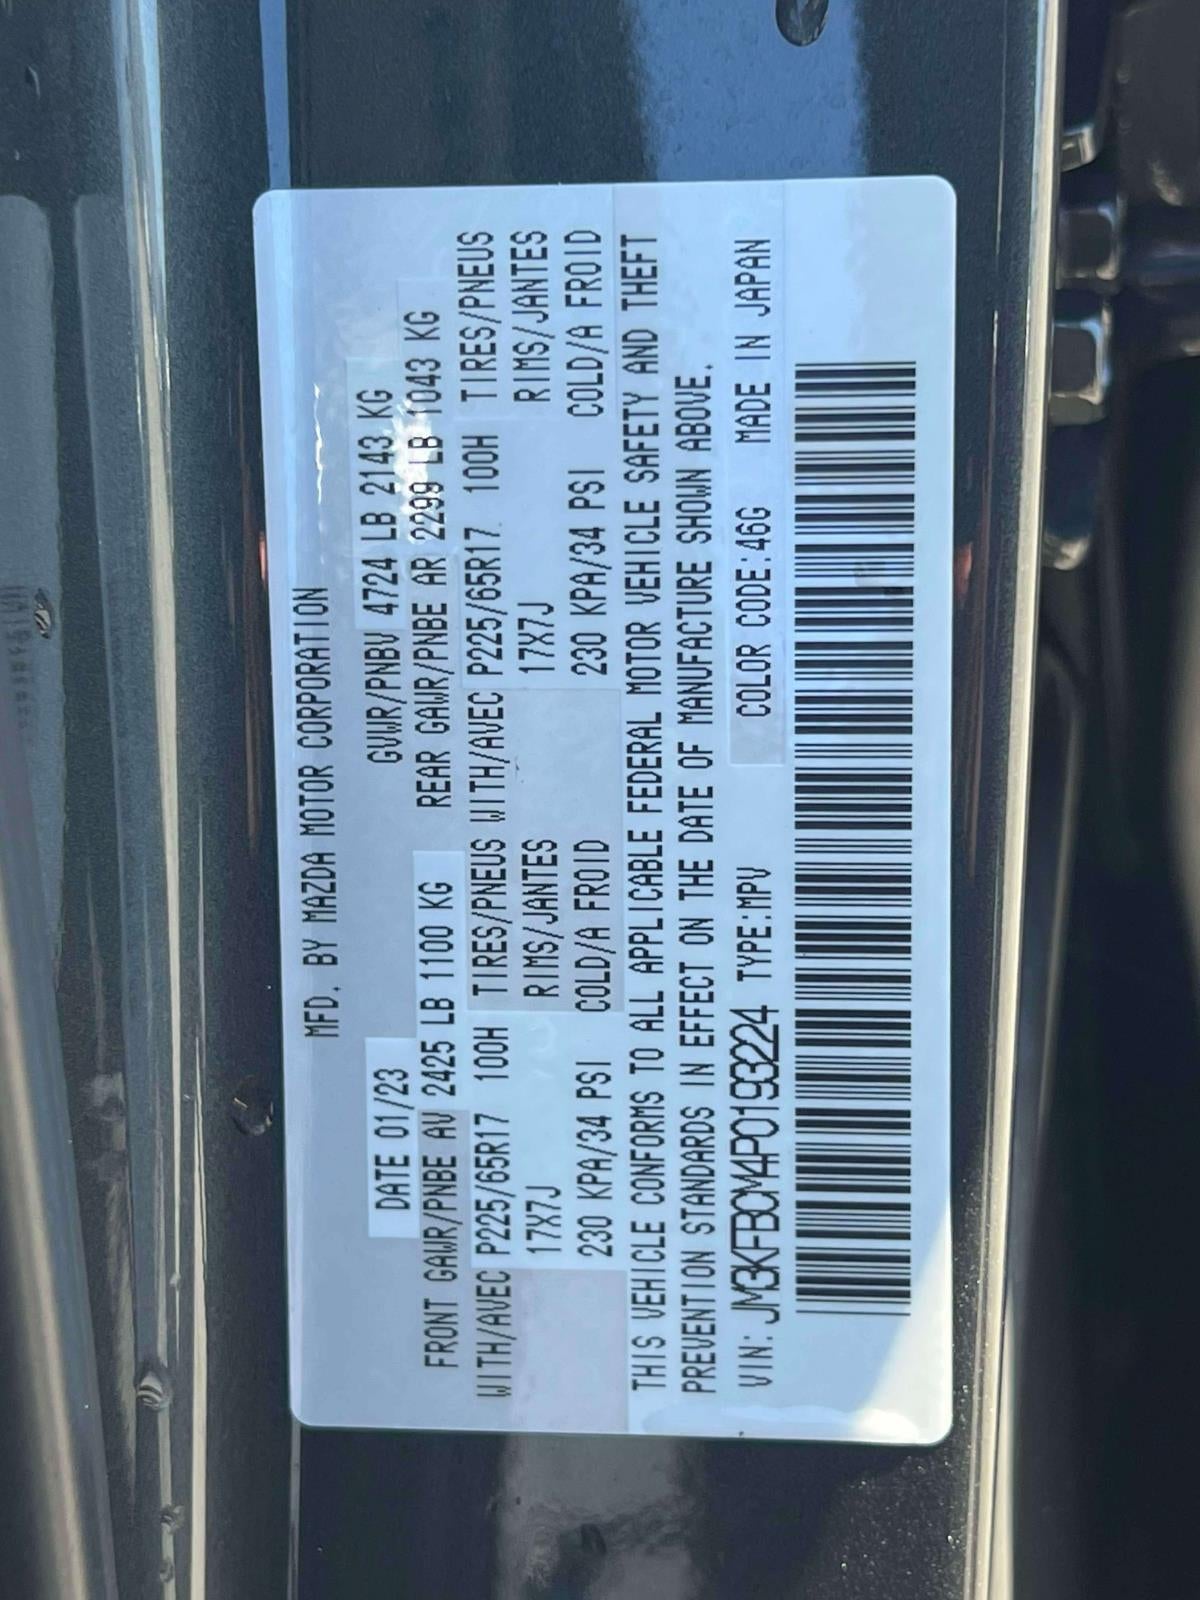 MFD. BY MAZDA MOTOR CORPORATION
DATE 01/23 GVWR/PNBV 4724 LB 2143 KG
FRONT GAWR/PNBE AV 2425 LB 1100 KG REAR GAWR/PNBE AR 2299 LB 1043 KG
WITH/AVEC P225/65R17 100H TIRES/PNEUS WITH/AVEC P225/65R17 100H TIRES/PNEUS
17X7J RIMS/JANTES 17X7J RIMS/JANTES
230 KPA/34 PSI COLD/A FROID 230 KPA/34 PSI COLD/A FROID
THIS VEHICLE CONFORMS TO ALL APPLICABLE FEDERAL MOTOR VEHICLE SAFETY AND THEFT
PREVENTION STANDARDS IN EFFECT ON THE DATE OF MANUFACTURE SHOWN ABOVE.
VIN: JM3KFBCM4P0193224 TYPE:MPV COLOR CODE:46G MADE IN JAPAN